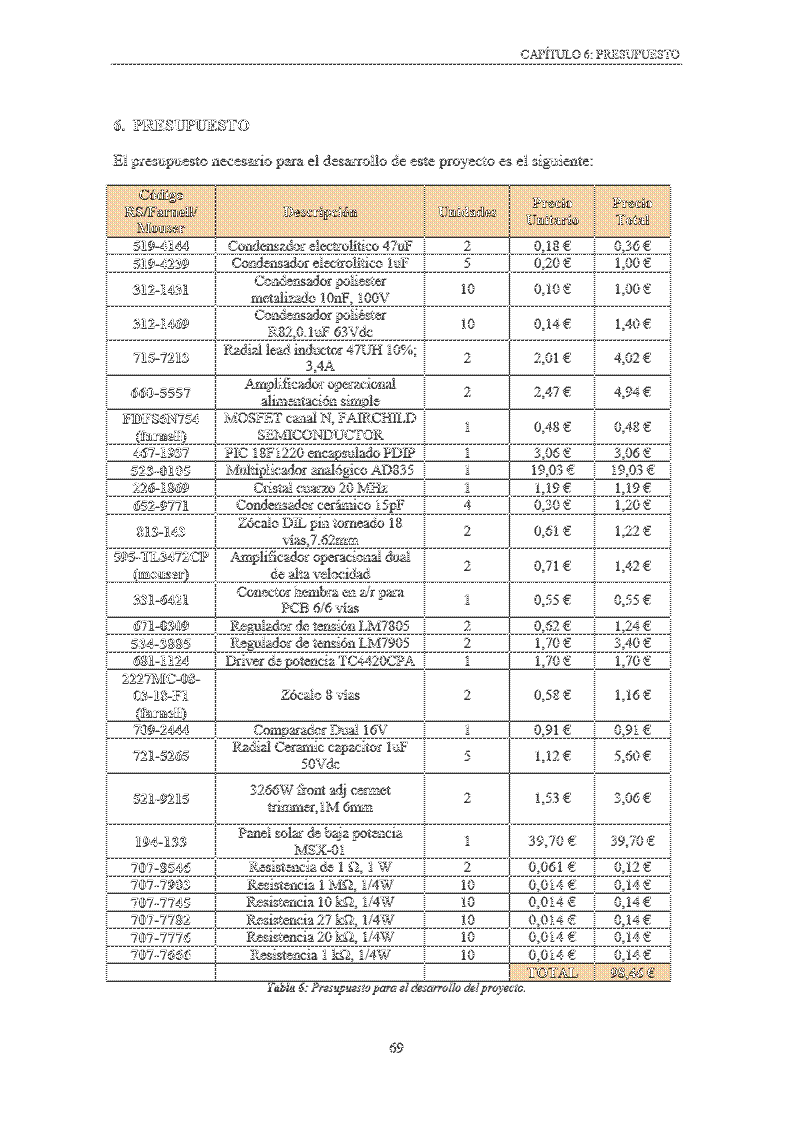 CAPÍTULO 6: PRESUPUESTO
6. PRESUPUESTO
El presupuesto necesario para el desarrollo de este proyecto es el siguiente:
Código RS/Farnell/ Mouser Descripción Unidades Precio Unitario Precio Total
519-4144 Condensador electrolítico 47uF 2 0,18 € 0,36 €
519-4239 Condensador electrolítico 1uF 5 0,20 € 1,00 €
312-1431 Condensador poliester metalizado 10nF, 100V 10 0,10 € 1,00 €
312-1469 Condensador poliéster R82,0.1uF 63Vdc 10 0,14 € 1,40 €
715-7213 Radial lead inductor 47UH 10%; 3,4A 2 2,01 € 4,02 €
660-5557 Amplificador operacional alimentación simple 2 2,47 € 4,94 €
FDFS6N754 (farnell) MOSFET canal N, FAIRCHILD SEMICONDUCTOR 1 0,48 € 0,48 €
467-1937 PIC 18F1220 encapsulado PDIP 1 3,06 € 3,06 €
523-0105 Multiplicador analógico AD835 1 19,03 € 19,03 €
226-1869 Cristal cuarzo 20 MHz 1 1,19 € 1,19 €
652-9771 Condensador cerámico 15pF 4 0,30 € 1,20 €
813-143 Zócalo DIL pin torneado 18 vías,7.62mm 2 0,61 € 1,22 €
595-TL3472CP (mouser) Amplificador operacional dual de alta velocidad 2 0,71 € 1,42 €
331-6421 Conector hembra en a/r para PCB 6/6 vías 1 0,55 € 0,55 €
671-0309 Regulador de tensión LM7805 2 0,62 € 1,24 €
534-3885 Regulador de tensión LM7905 2 1,70 € 3,40 €
681-1124 Driver de potencia TC4420CPA 1 1,70 € 1,70 €
2227MC-08-03-18-F1 (farnell) Zócalo 8 vías 2 0,58 € 1,16 €
709-2444 Comparador Dual 16V 1 0,91 € 0,91 €
721-5265 Radial Ceramic capacitor 1uF 50Vdc 5 1,12 € 5,60 €
521-9215 3266W front adj cermet trimmer,1M 6mm 2 1,53 € 3,06 €
194-133 Panel solar de baja potencia MSX-01 1 39,70 € 39,70 €
707-8546 Resistencia de 1 Ω, 1 W 2 0,061 € 0,12 €
707-7903 Resistencia 1 MΩ, 1/4W 10 0,014 € 0,14 €
707-7745 Resistencia 10 kΩ, 1/4W 10 0,014 € 0,14 €
707-7782 Resistencia 27 kΩ, 1/4W 10 0,014 € 0,14 €
707-7776 Resistencia 20 kΩ, 1/4W 10 0,014 € 0,14 €
707-7666 Resistencia 1 kΩ, 1/4W 10 0,014 € 0,14 €
TOTAL 98,46 €
Tabla 6: Presupuesto para el desarrollo del proyecto.
69